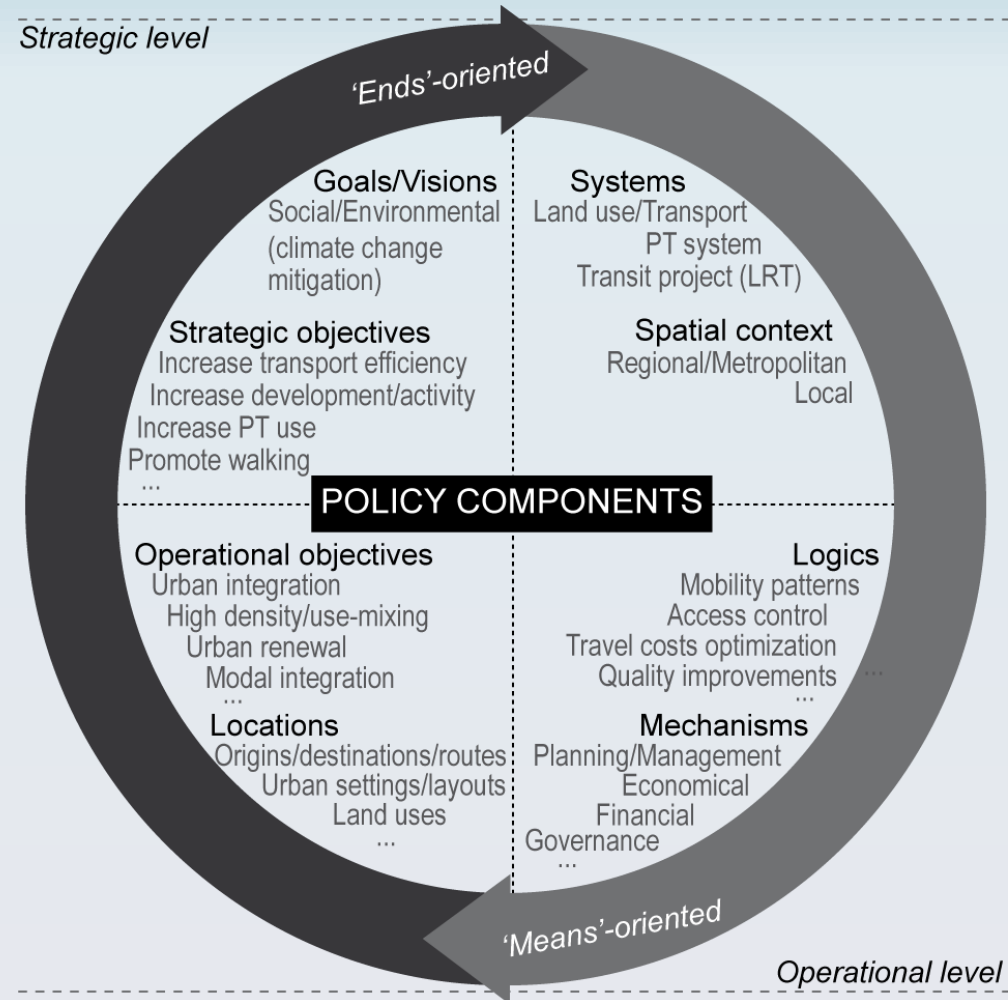 Strategic level
‘Ends’-oriented
Goals/Visions
Social/Environmental
(climate change
mitigation)
Strategic objectives
Increase transport efficiency
Increase development/activity
Increase PT use
Promote walking
...
Systems
Land use/Transport
PT system
Transit project (LRT)
Spatial context
Regional/Metropolitan
Local
POLICY COMPONENTS
Operational objectives
Urban integration
High density/use-mixing
Urban renewal
Modal integration
...
Locations
Origins/destinations/routes
Urban settings/layouts
Land uses
...
Logics
Mobility patterns
Access control
Travel costs optimization
Quality improvements ...
...
Mechanisms
Planning/Management
Economical
Financial
Governance
...
‘Means’-oriented
Operational level